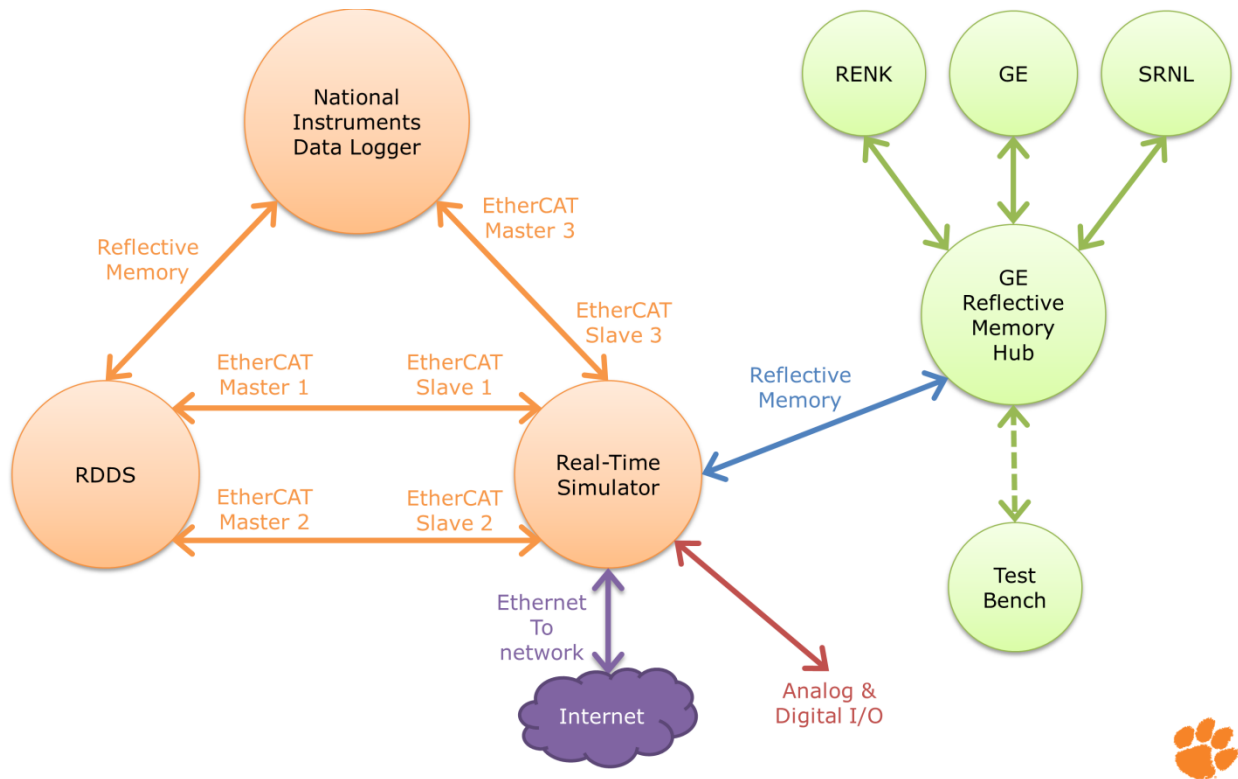 National
Instruments
Data Logger
RENK
GE
SRNL
EtherCAT
Master 3
Reflective
Memory
EtherCAT
Slave 3
GE
Reflective
Memory
Hub
EtherCAT
Master 1
EtherCAT
Slave 1
Reflective
Memory
RDDS
Real-Time
Simulator
EtherCAT
Master 2
EtherCAT
Slave 2
Test
Bench
Ethernet
To
network
Internet
Analog &
Digital I/O